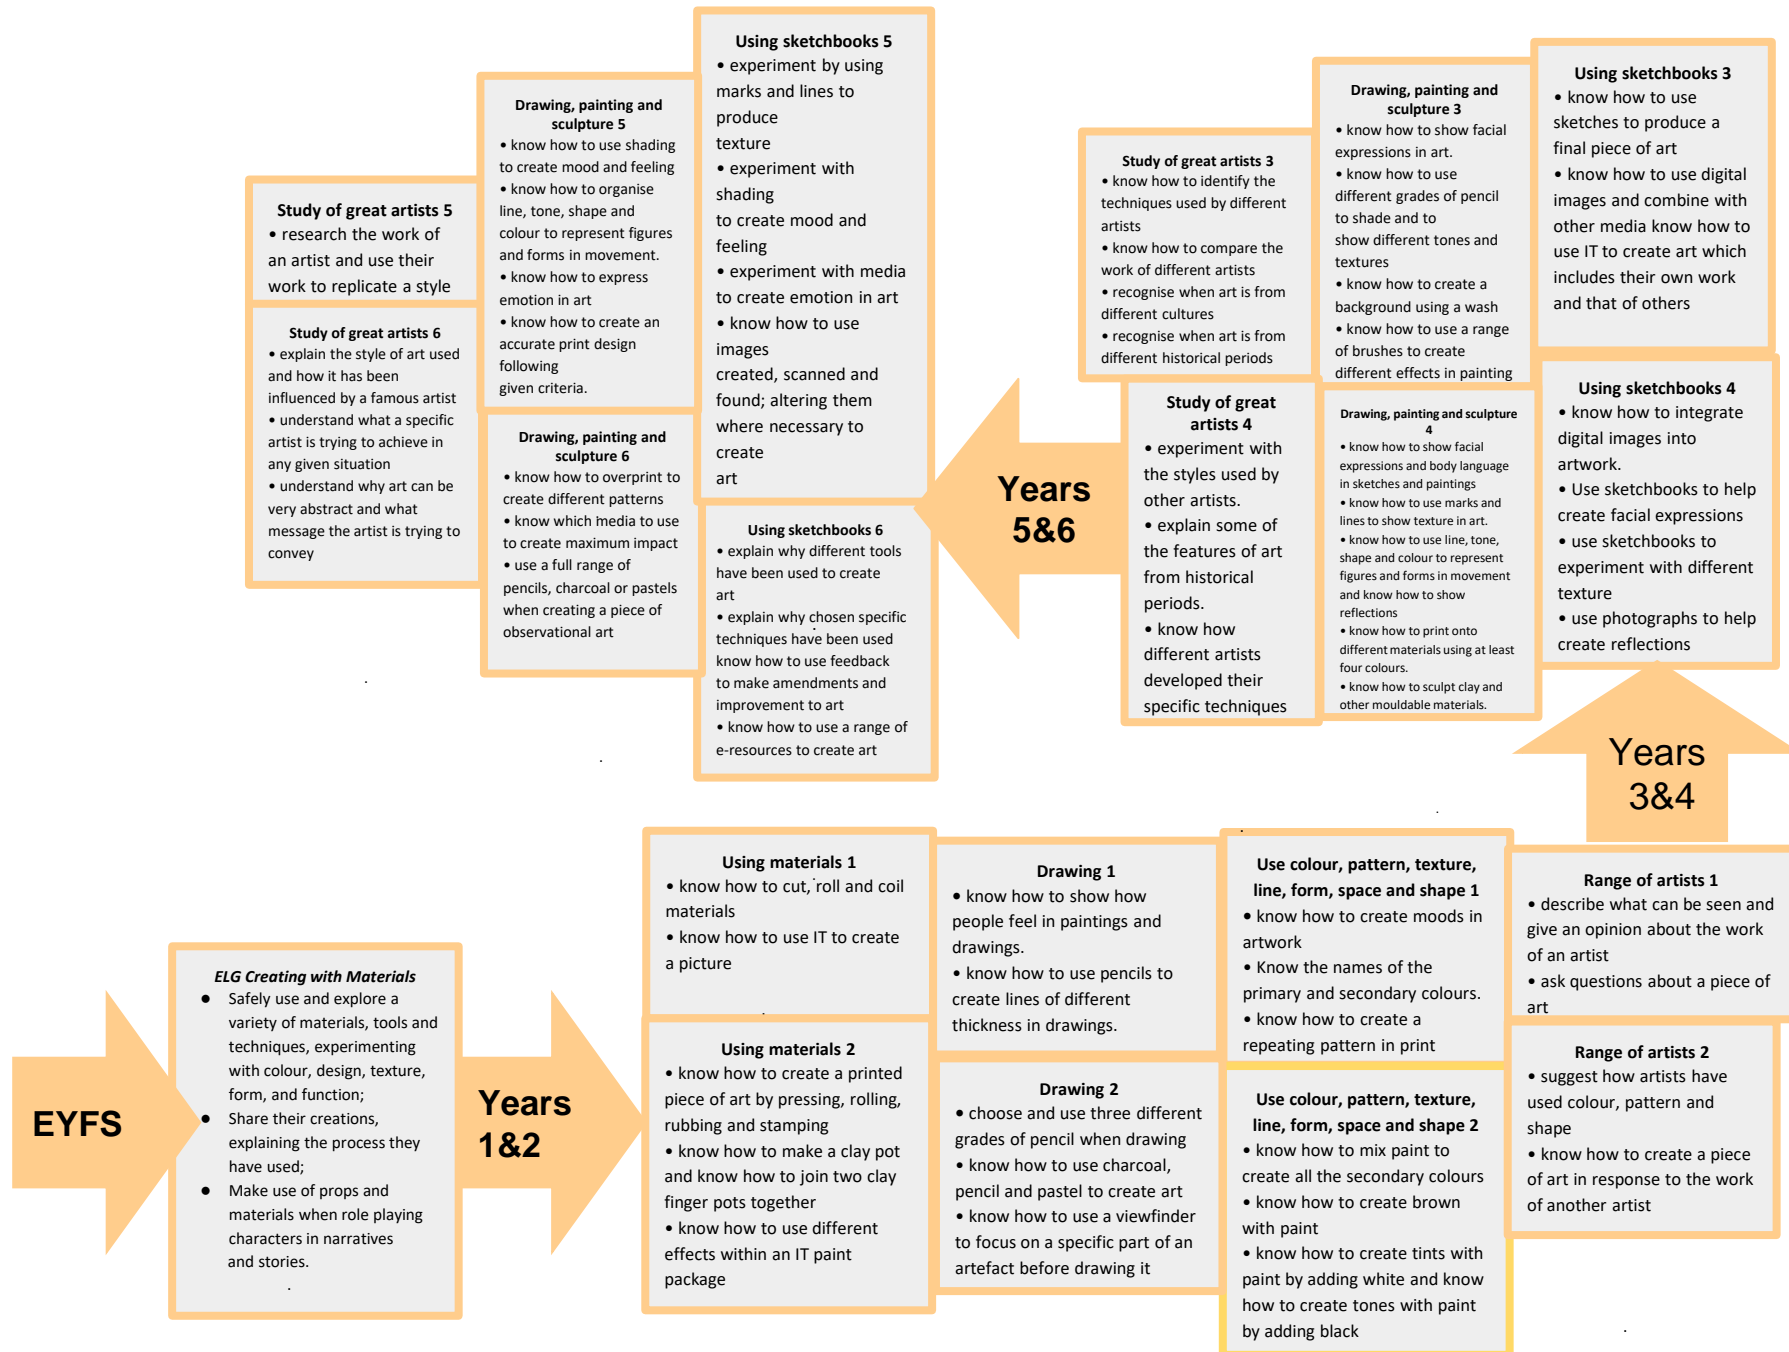 Using sketchbooks 5
• experiment by using
marks and lines to
produce
texture
• experiment with
shading
to create mood and
feeling
• experiment with media
to create emotion in art
• know how to use
images
created, scanned and
found; altering them
where necessary to
create
art
Drawing, painting and
sculpture 5
• know how to use shading
to create mood and feeling
• know how to organise
line, tone, shape and
colour to represent figures
and forms in movement.
• know how to express
emotion in art
• know how to create an
accurate print design
following
given criteria.
Study of great artists 5
• research the work of
an artist and use their
work to replicate a style
Study of great artists 6
• explain the style of art used
and how it has been
influenced by a famous artist
• understand what a specific
artist is trying to achieve in
any given situation
• understand why art can be
very abstract and what
message the artist is trying to
convey
Drawing, painting and
sculpture 6
• know how to overprint to
create different patterns
• know which media to use
to create maximum impact
• use a full range of
pencils, charcoal or pastels
when creating a piece of
observational art
Using sketchbooks 6
• explain why different tools
have been used to create
art
• explain why chosen specific
techniques have been used
know how to use feedback
to make amendments and
improvement to art
• know how to use a range of
e-resources to create art
Years
5&6
Study of great artists 3
• know how to identify the
techniques used by different
artists
• know how to compare the
work of different artists
• recognise when art is from
different cultures
• recognise when art is from
different historical periods
Drawing, painting and
sculpture 3
• know how to show facial
expressions in art.
• know how to use
different grades of pencil
to shade and to
show different tones and
textures
• know how to create a
background using a wash
• know how to use a range
of brushes to create
different effects in painting
Using sketchbooks 3
• know how to use
sketches to produce a
final piece of art
• know how to use digital
images and combine with
other media know how to
use IT to create art which
includes their own work
and that of others
Study of great
artists 4
• experiment with
the styles used by
other artists.
• explain some of
the features of art
from historical
periods.
• know how
different artists
developed their
specific techniques
Drawing, painting and sculpture
4
• know how to show facial
expressions and body language
in sketches and paintings
• know how to use marks and
lines to show texture in art.
• know how to use line, tone,
shape and colour to represent
figures and forms in movement
and know how to show
reflections
• know how to print onto
different materials using at least
four colours.
• know how to sculpt clay and
other mouldable materials.
Using sketchbooks 4
• know how to integrate
digital images into
artwork.
• Use sketchbooks to help
create facial expressions
• use sketchbooks to
experiment with different
texture
• use photographs to help
create reflections
Years
3&4
EYFS
ELG Creating with Materials
● Safely use and explore a
variety of materials, tools and
techniques, experimenting
with colour, design, texture,
form, and function;
● Share their creations,
explaining the process they
have used;
● Make use of props and
materials when role playing
characters in narratives
and stories.
Years
1&2
Using materials 1
• know how to cut, roll and coil
materials
• know how to use IT to create
a picture
Using materials 2
• know how to create a printed
piece of art by pressing, rolling,
rubbing and stamping
• know how to make a clay pot
and know how to join two clay
finger pots together
• know how to use different
effects within an IT paint
package
Drawing 1
• know how to show how
people feel in paintings and
drawings.
• know how to use pencils to
create lines of different
thickness in drawings.
Drawing 2
• choose and use three different
grades of pencil when drawing
• know how to use charcoal,
pencil and pastel to create art
• know how to use a viewfinder
to focus on a specific part of an
artefact before drawing it
Use colour, pattern, texture,
line, form, space and shape 1
• know how to create moods in
artwork
• Know the names of the
primary and secondary colours.
• know how to create a
repeating pattern in print
Use colour, pattern, texture,
line, form, space and shape 2
• know how to mix paint to
create all the secondary colours
• know how to create brown
with paint
• know how to create tints with
paint by adding white and know
how to create tones with paint
by adding black
Range of artists 1
• describe what can be seen and
give an opinion about the work
of an artist
• ask questions about a piece of
art
Range of artists 2
• suggest how artists have
used colour, pattern and
shape
• know how to create a piece
of art in response to the work
of another artist